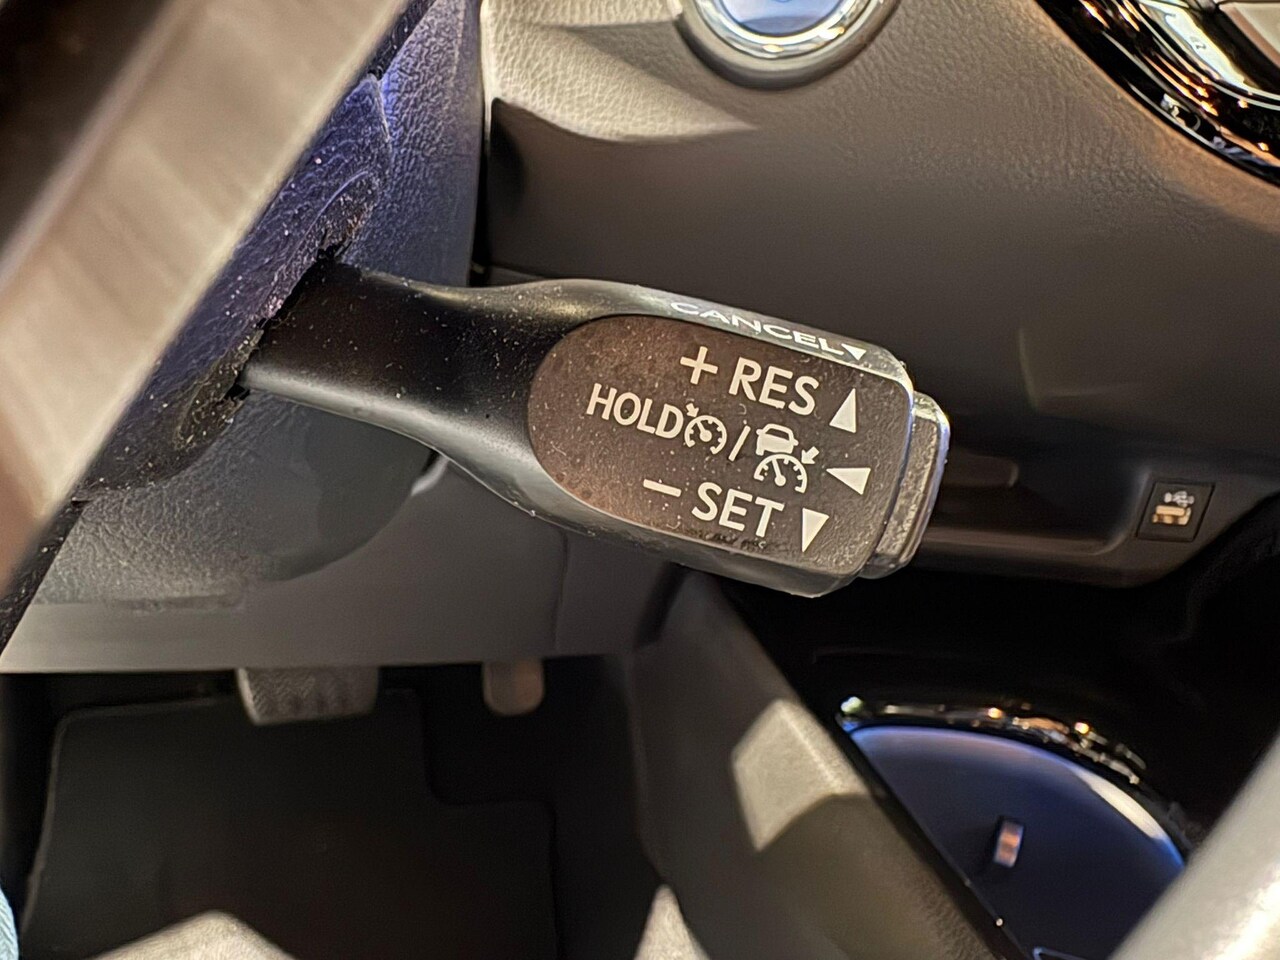 CANCEL▼
+ RES ▲
HOLD / ◀
− SET ▼